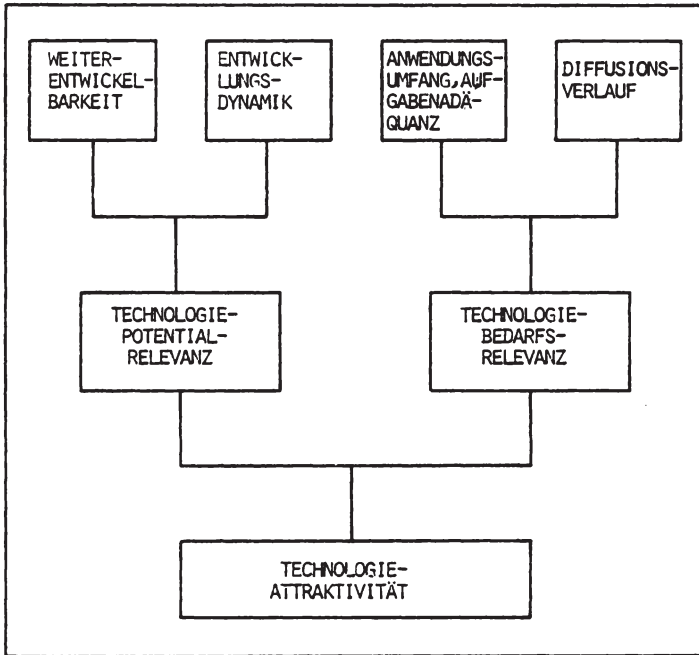 WEITER-
ENTWICKEL-
BARKEIT
ENTWICK-
LUNGS-
DYNAMIK
ANWENDUNGS-
UMFANG, AUF-
GABENADÄ-
QUANZ
DIFFUSIONS-
VERLAUF
TECHNOLOGIE-
POTENTIAL-
RELEVANZ
TECHNOLOGIE-
BEDARFS-
RELEVANZ
TECHNOLOGIE-
ATTRAKTIVITÄT